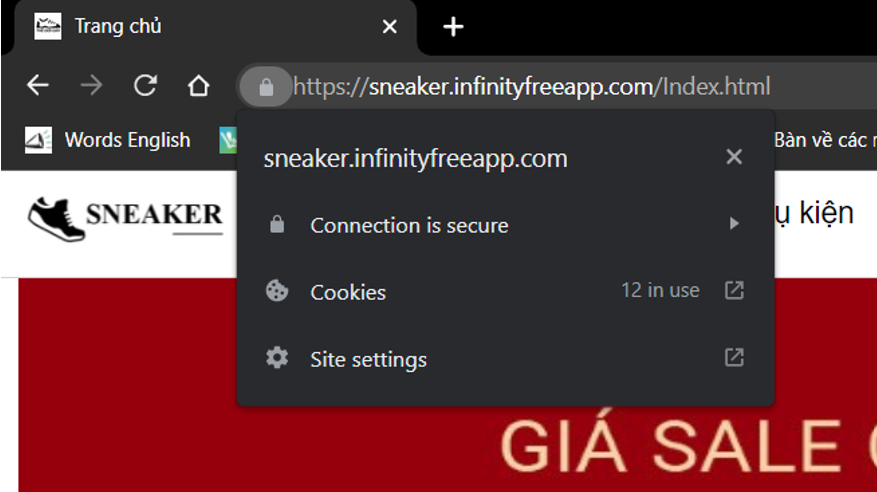 Trang chủ
https://sneaker.infinityfreeapp.com/Index.html
Words English
Bàn về các
sneaker.infinityfreeapp.com
SNEAKER
Connection is secure
ụ kiện
Cookies
12 in use
Site settings
GIÁ SALE